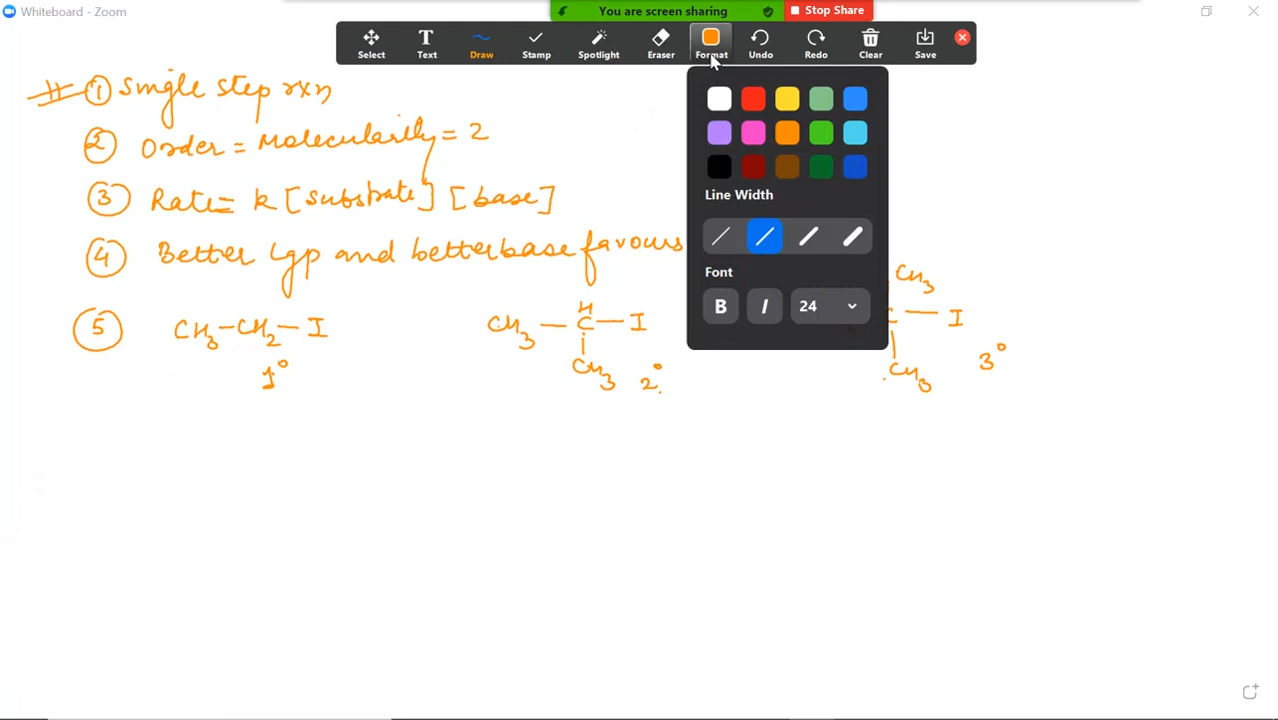 Whiteboard - Zoom
You are screen sharing
Stop Share
Select Text Draw Stamp Spotlight Eraser Format Undo Redo Clear Save
① Single step rxn
② Order = Molecularity = 2
③ Rate = k [substrate] [base]
④ Better Lgp and better base favours
Line Width
Font
B I 24
⑤ CH3-CH2-I
1°
H
CH3 — C — I
CH3 2°
CH3
C — I
CH3 3°